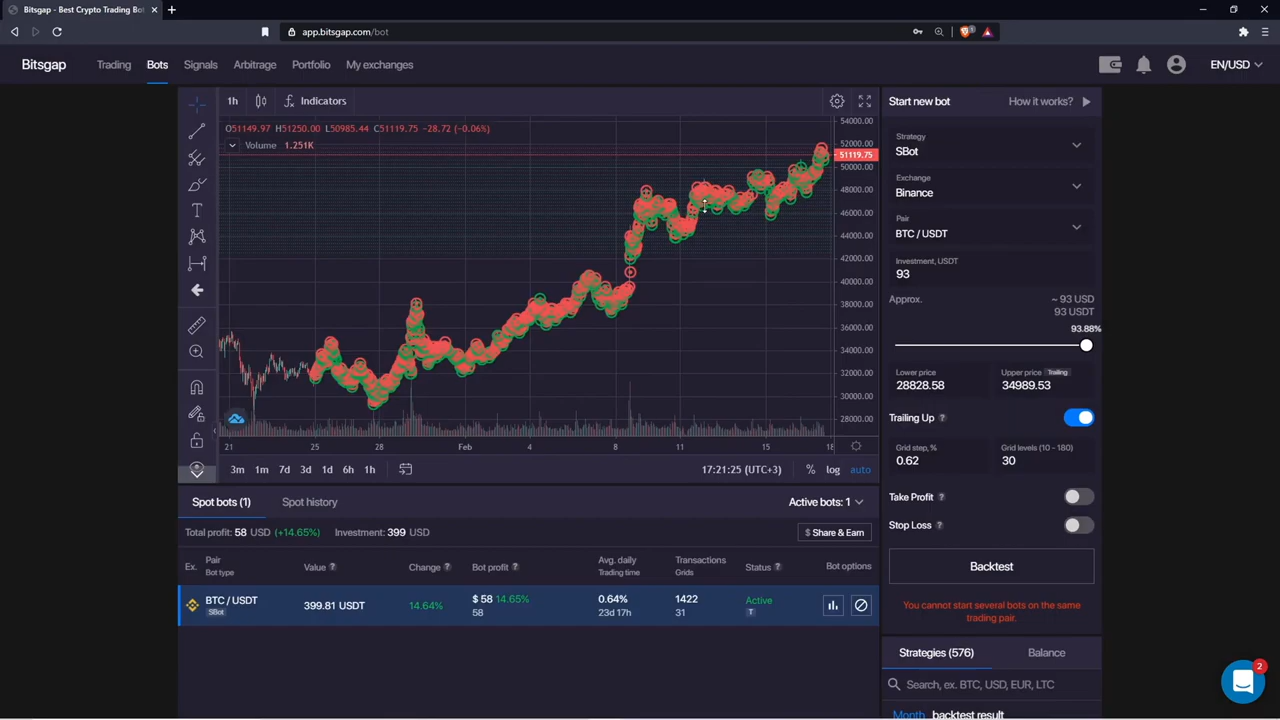 Bitsgap - Best Crypto Trading Bo
app.bitsgap.com/bot
1
Bitsgap
Trading
Bots
Signals
Arbitrage
Portfolio
My exchanges
EN/USD
1h
Indicators
O51149.97 H51250.00 L50985.44 C51119.75 -28.72 (-0.06%)
Volume 1.251K
54000.00
52000.00
51119.75
50000.00
48000.00
46000.00
44000.00
42000.00
40000.00
38000.00
36000.00
34000.00
32000.00
30000.00
28000.00
21 25 28 Feb 4 8 11 15 18
3m 1m 7d 3d 1d 6h 1h
17:21:25 (UTC+3)
% log auto
Start new bot
How it works?
Strategy
SBot
Exchange
Binance
Pair
BTC / USDT
Investment, USDT
93
Approx.
~ 93 USD
93 USDT
93.88%
Lower price
28828.58
Upper price Trailing
34989.53
Trailing Up ?
Grid step, %
0.62
Grid levels (10 - 180)
30
Take Profit ?
Stop Loss ?
Backtest
You cannot start several bots on the same
trading pair.
Strategies (576)
Balance
Search, ex. BTC, USD, EUR, LTC
Month backtest result
Spot bots (1)
Spot history
Active bots: 1
Total profit: 58 USD (+14.65%)
Investment: 399 USD
$ Share & Earn
Ex.
Pair
Bot type
Value ?
Change ?
Bot profit ?
Avg. daily
Trading time
Transactions
Grids
Status ?
Bot options
BTC / USDT
SBot
399.81 USDT
14.64%
$ 58 14.65%
58
0.64%
23d 17h
1422
31
Active
T
2